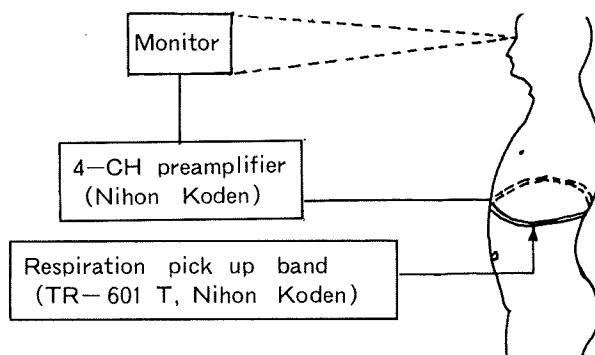 Monitor
4-CH preamplifier
(Nihon Koden)
Respiration pick up band
(TR-601 T, Nihon Koden)